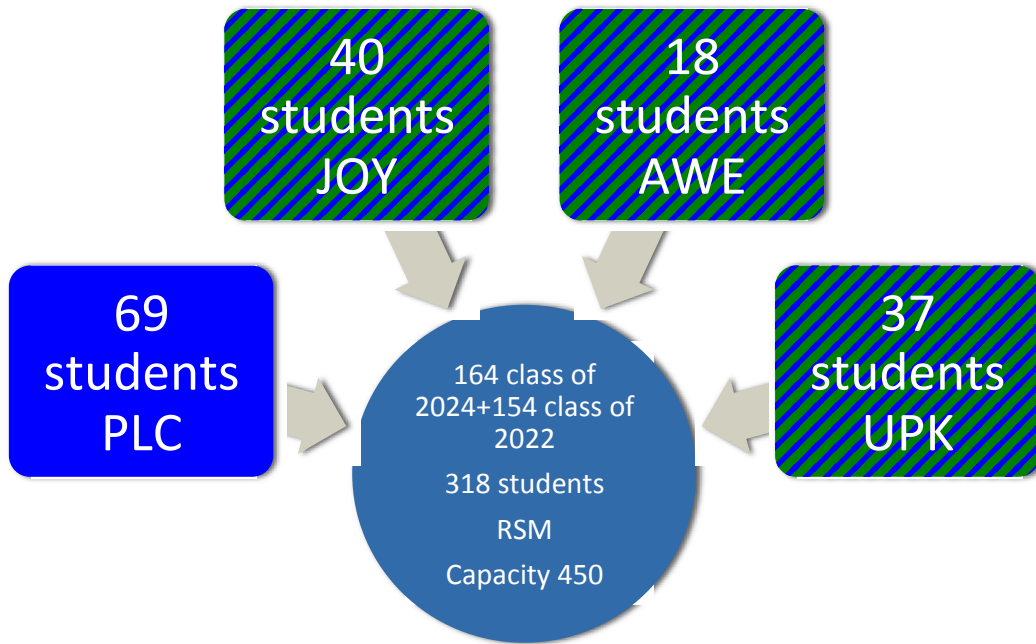 40
students
JOY
18
students
AWE
69
students
PLC
37
students
UPK
164 class of
2024+154 class of
2022
318 students
RSM
Capacity 450